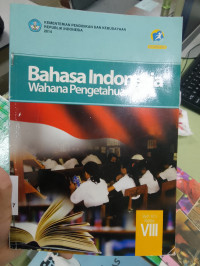 KEMENTERIAN PENDIDIKAN DAN KEBUDAYAAN
REPUBLIK INDONESIA
2014
Bahasa Indonesia
Wahana Pengetahuan
VIII